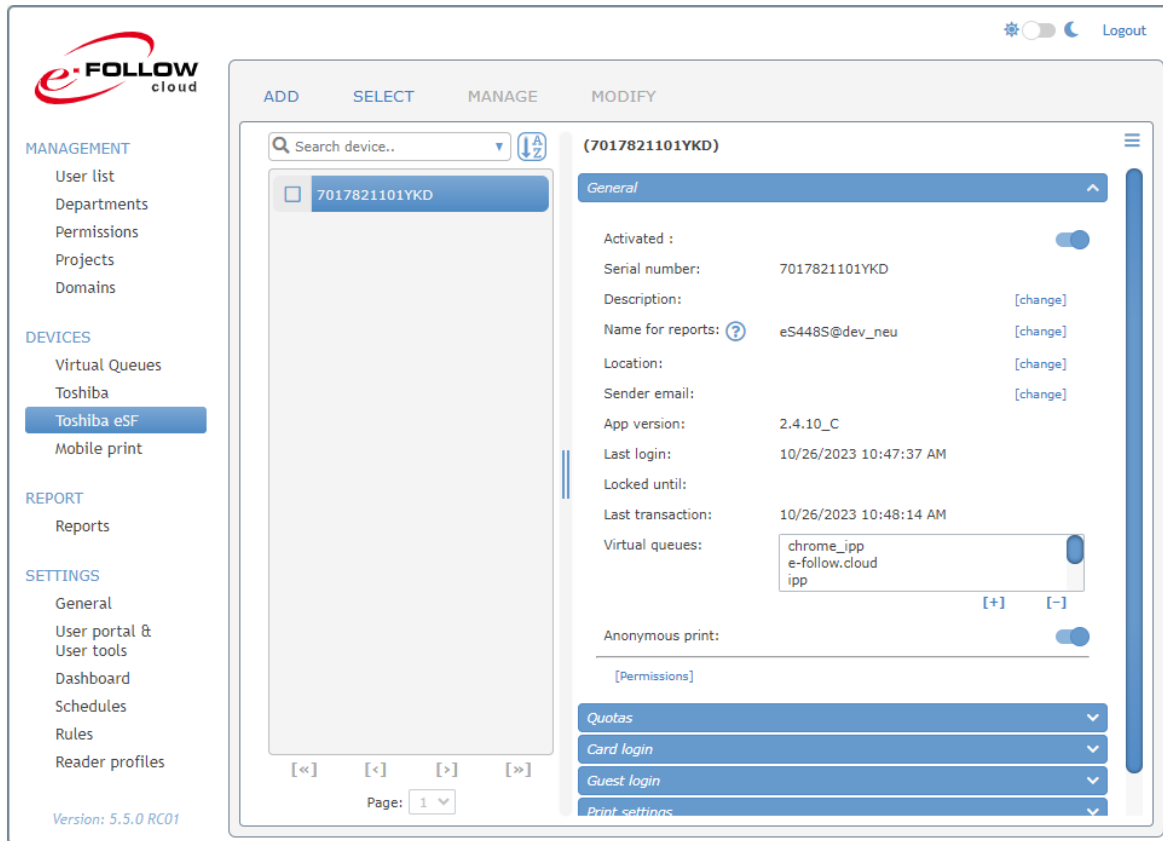 Logout
e-FOLLOW
cloud
ADD SELECT MANAGE MODIFY
MANAGEMENT
User list
Departments
Permissions
Projects
Domains
DEVICES
Virtual Queues
Toshiba
Toshiba eSF
Mobile print
REPORT
Reports
SETTINGS
General
User portal &
User tools
Dashboard
Schedules
Rules
Reader profiles
Version: 5.5.0 RC01
Search device..
A
Z
7017821101YKD
[«] [‹] [›] [»]
Page: 1
(7017821101YKD)
General
Activated :
Serial number: 7017821101YKD
Description: [change]
Name for reports: ? eS448S@dev_neu [change]
Location: [change]
Sender email: [change]
App version: 2.4.10_C
Last login: 10/26/2023 10:47:37 AM
Locked until:
Last transaction: 10/26/2023 10:48:14 AM
Virtual queues: chrome_ipp
e-follow.cloud
ipp
[+] [-]
Anonymous print:
[Permissions]
Quotas
Card login
Guest login
Print settings